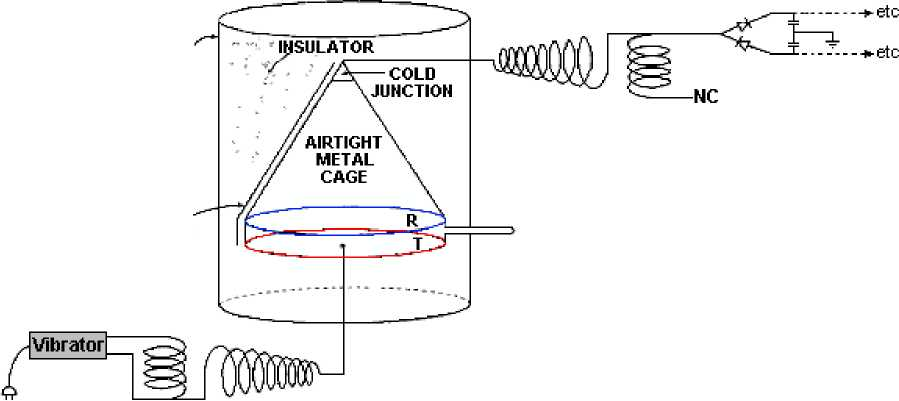 INSULATOR
COLD
JUNCTION
AIRTIGHT
METAL
CAGE
R
T
NC
etc
etc
Vibrator